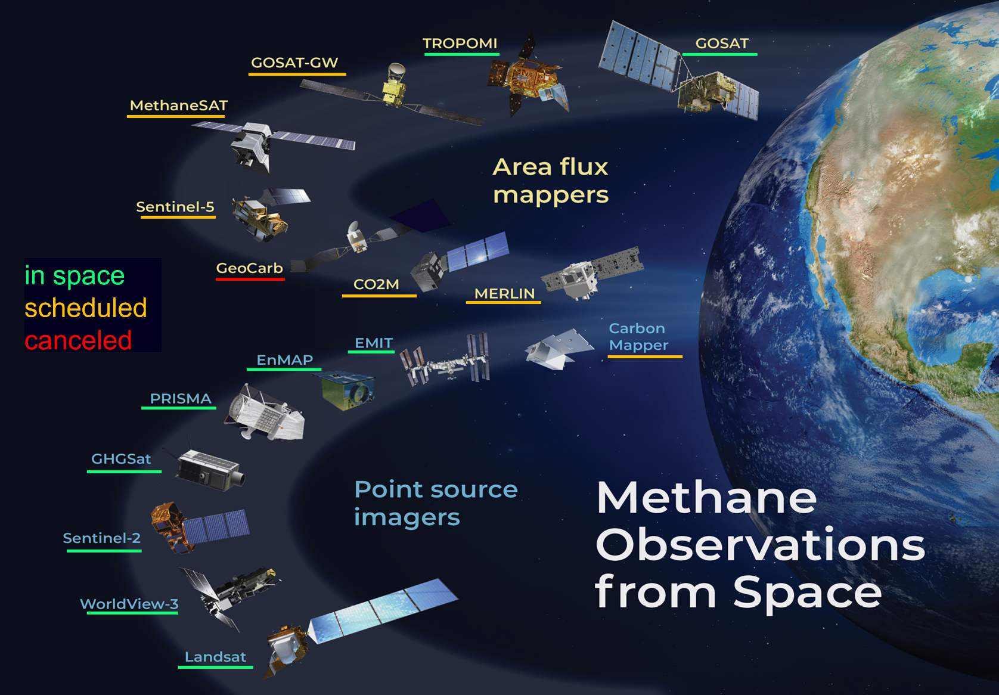 TROPOMI
GOSAT
GOSAT-GW
MethaneSAT
Area flux
mappers
Sentinel-5
GeoCarb
CO2M
MERLIN
in space
scheduled
canceled
Carbon
Mapper
EMIT
EnMAP
PRISMA
GHGSat
Point source
imagers
Sentinel-2
WorldView-3
Landsat
Methane
Observations
from Space